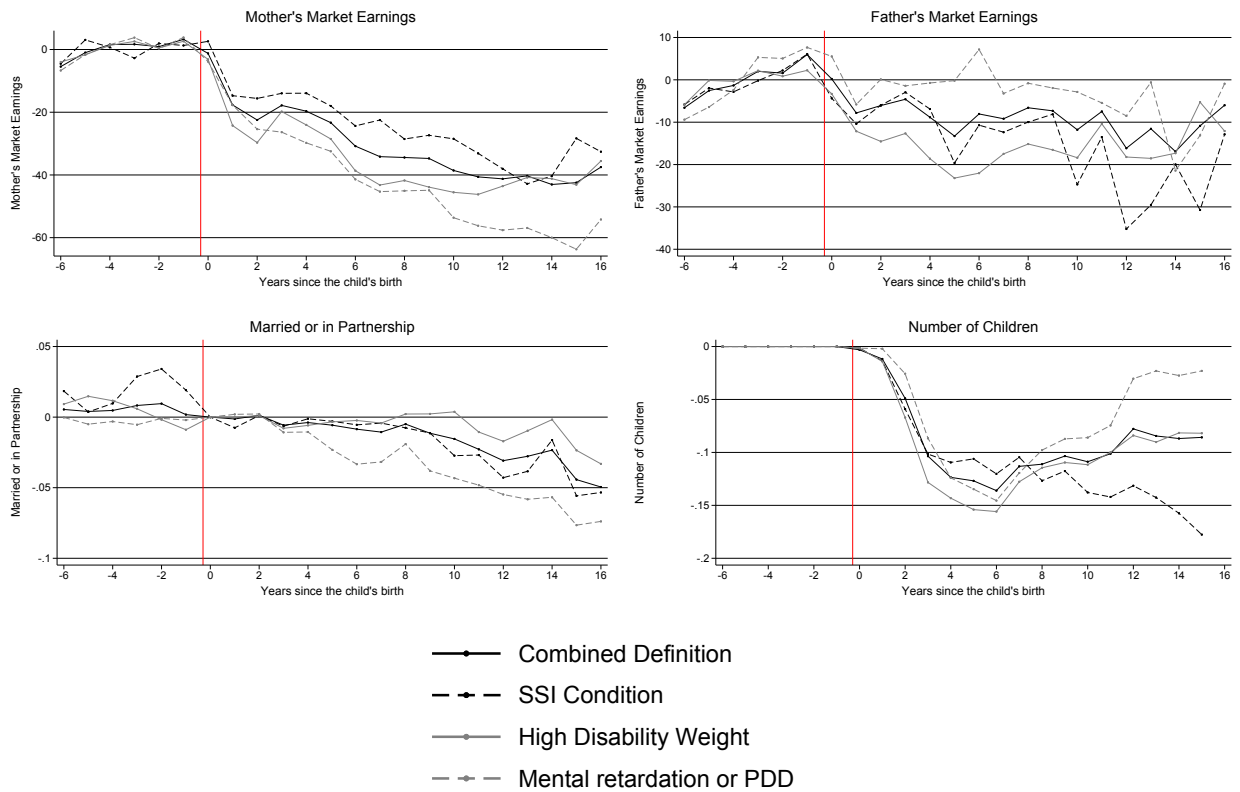 Mother's Market Earnings
Mother's Market Earnings
0
-20
-40
-60
-6 -4 -2 0 2 4 6 8 10 12 14 16
Years since the child's birth
Father's Market Earnings
Father's Market Earnings
10
0
-10
-20
-30
-40
-6 -4 -2 0 2 4 6 8 10 12 14 16
Years since the child's birth
Married or in Partnership
Married or in Partnership
.05
0
-.05
-.1
-6 -4 -2 0 2 4 6 8 10 12 14 16
Years since the child's birth
Number of Children
Number of Children
0
-.05
-.1
-.15
-.2
-6 -4 -2 0 2 4 6 8 10 12 14 16
Years since the child's birth
Combined Definition
SSI Condition
High Disability Weight
Mental retardation or PDD